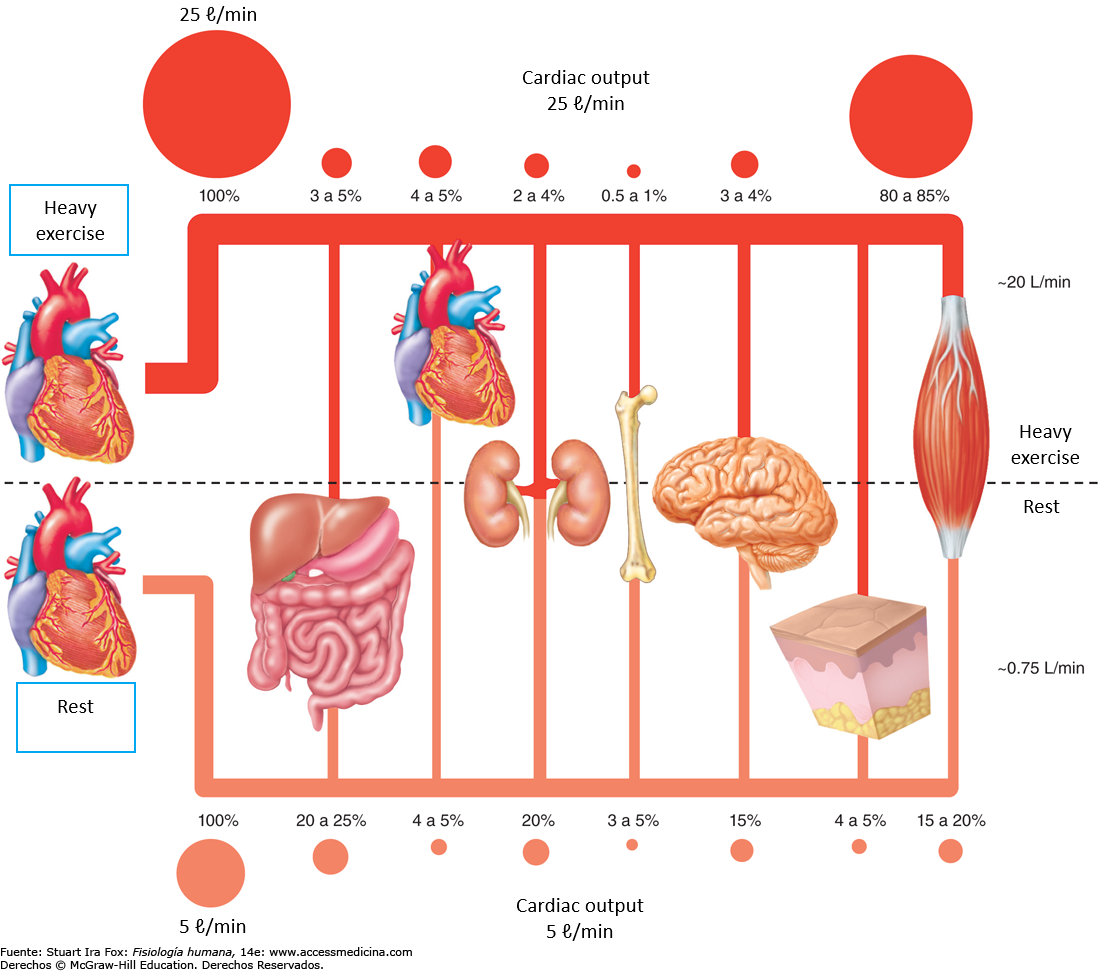 25 ℓ/min
Cardiac output
25 ℓ/min
100%
3 a 5%
4 a 5%
2 a 4%
0.5 a 1%
3 a 4%
80 a 85%
Heavy
exercise
~20 L/min
Heavy
exercise
Rest
~0.75 L/min
Rest
100%
20 a 25%
4 a 5%
20%
3 a 5%
15%
4 a 5%
15 a 20%
5 ℓ/min
Cardiac output
5 ℓ/min
Fuente: Stuart Ira Fox: Fisiología humana, 14e: www.accessmedicina.com
Derechos © McGraw-Hill Education. Derechos Reservados.